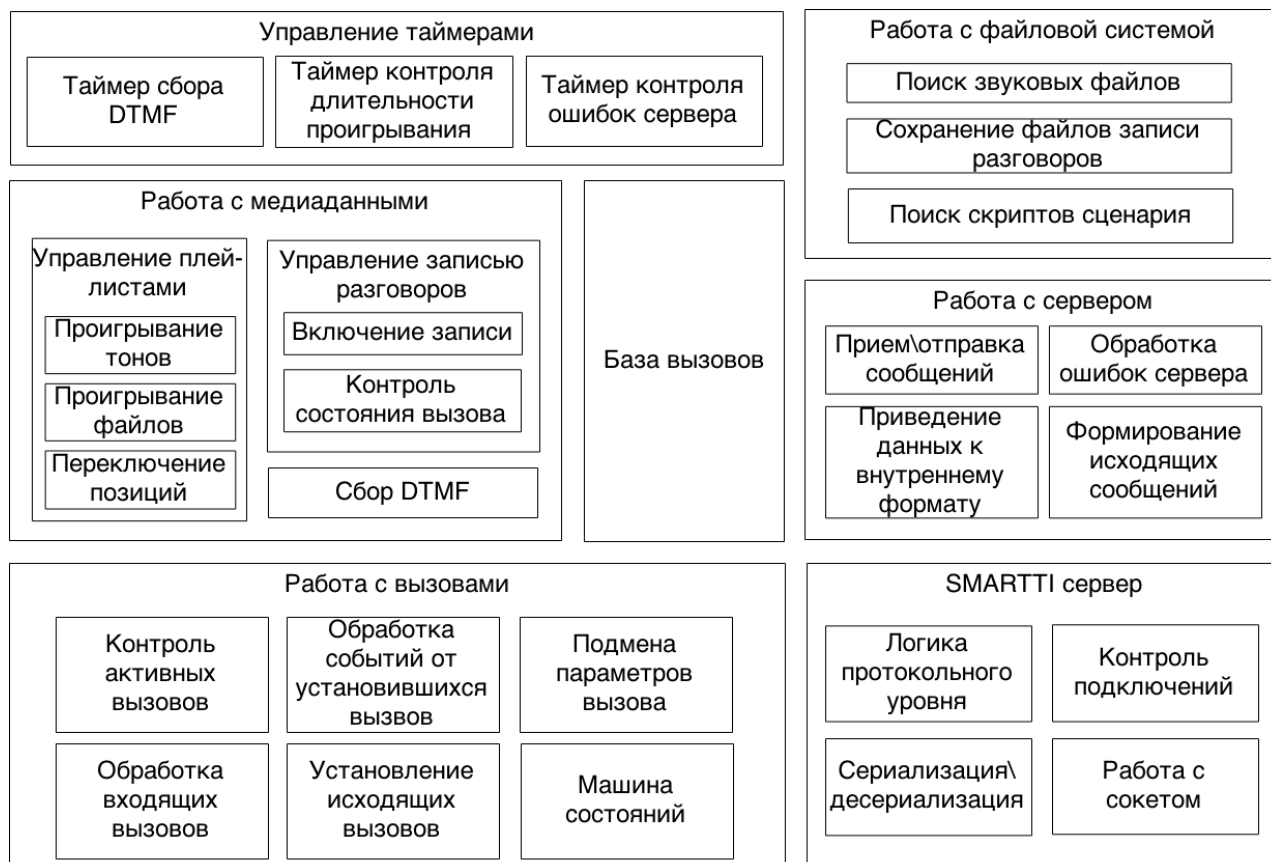 Управление таймерами
Таймер сбора
DTMF
Таймер контроля
длительности
проигрывания
Таймер контроля
ошибок сервера
Работа с файловой системой
Поиск звуковых файлов
Сохранение файлов записи
разговоров
Поиск скриптов сценария
Работа с медиаданными
Управление плей-
листами
Проигрывание
тонов
Проигрывание
файлов
Переключение
позиций
Управление записью
разговоров
Включение записи
Контроль
состояния вызова
Сбор DTMF
База вызовов
Работа с сервером
Прием\отправка
сообщений
Обработка
ошибок сервера
Приведение
данных к
внутреннему
формату
Формирование
исходящих
сообщений
Работа с вызовами
Контроль
активных
вызовов
Обработка
событий от
установившихся
вызвов
Подмена
параметров
вызова
Обработка
входящих
вызовов
Установление
исходящих
вызовов
Машина
состояний
SMARTTI сервер
Логика
протокольного
уровня
Контроль
подключений
Сериализация\
десериализация
Работа с
сокетом